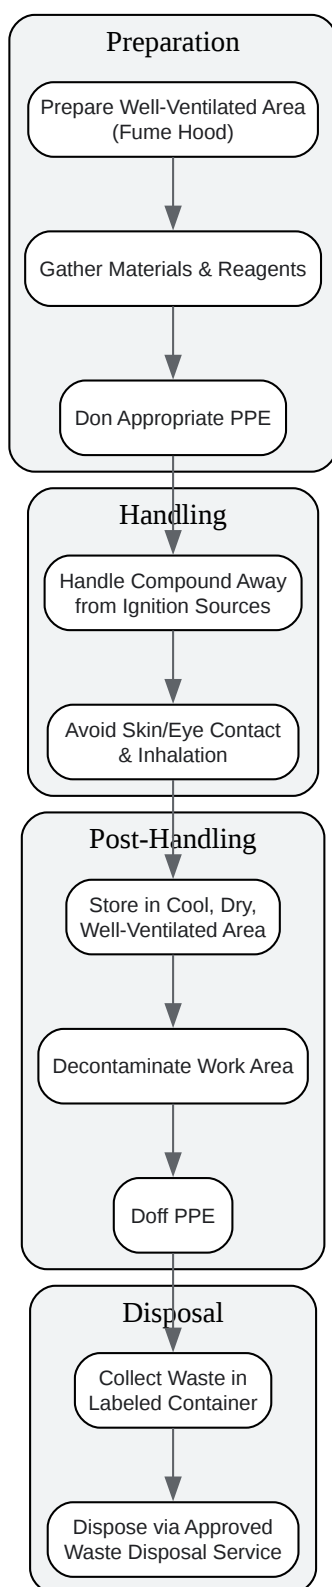 Preparation
Prepare Well-Ventilated Area
(Fume Hood)
Gather Materials & Reagents
Don Appropriate PPE
Handling
Handle Compound Away
from Ignition Sources
Avoid Skin/Eye Contact
& Inhalation
Post-Handling
Store in Cool, Dry,
Well-Ventilated Area
Decontaminate Work Area
Doff PPE
Disposal
Collect Waste in
Labeled Container
Dispose via Approved
Waste Disposal Service